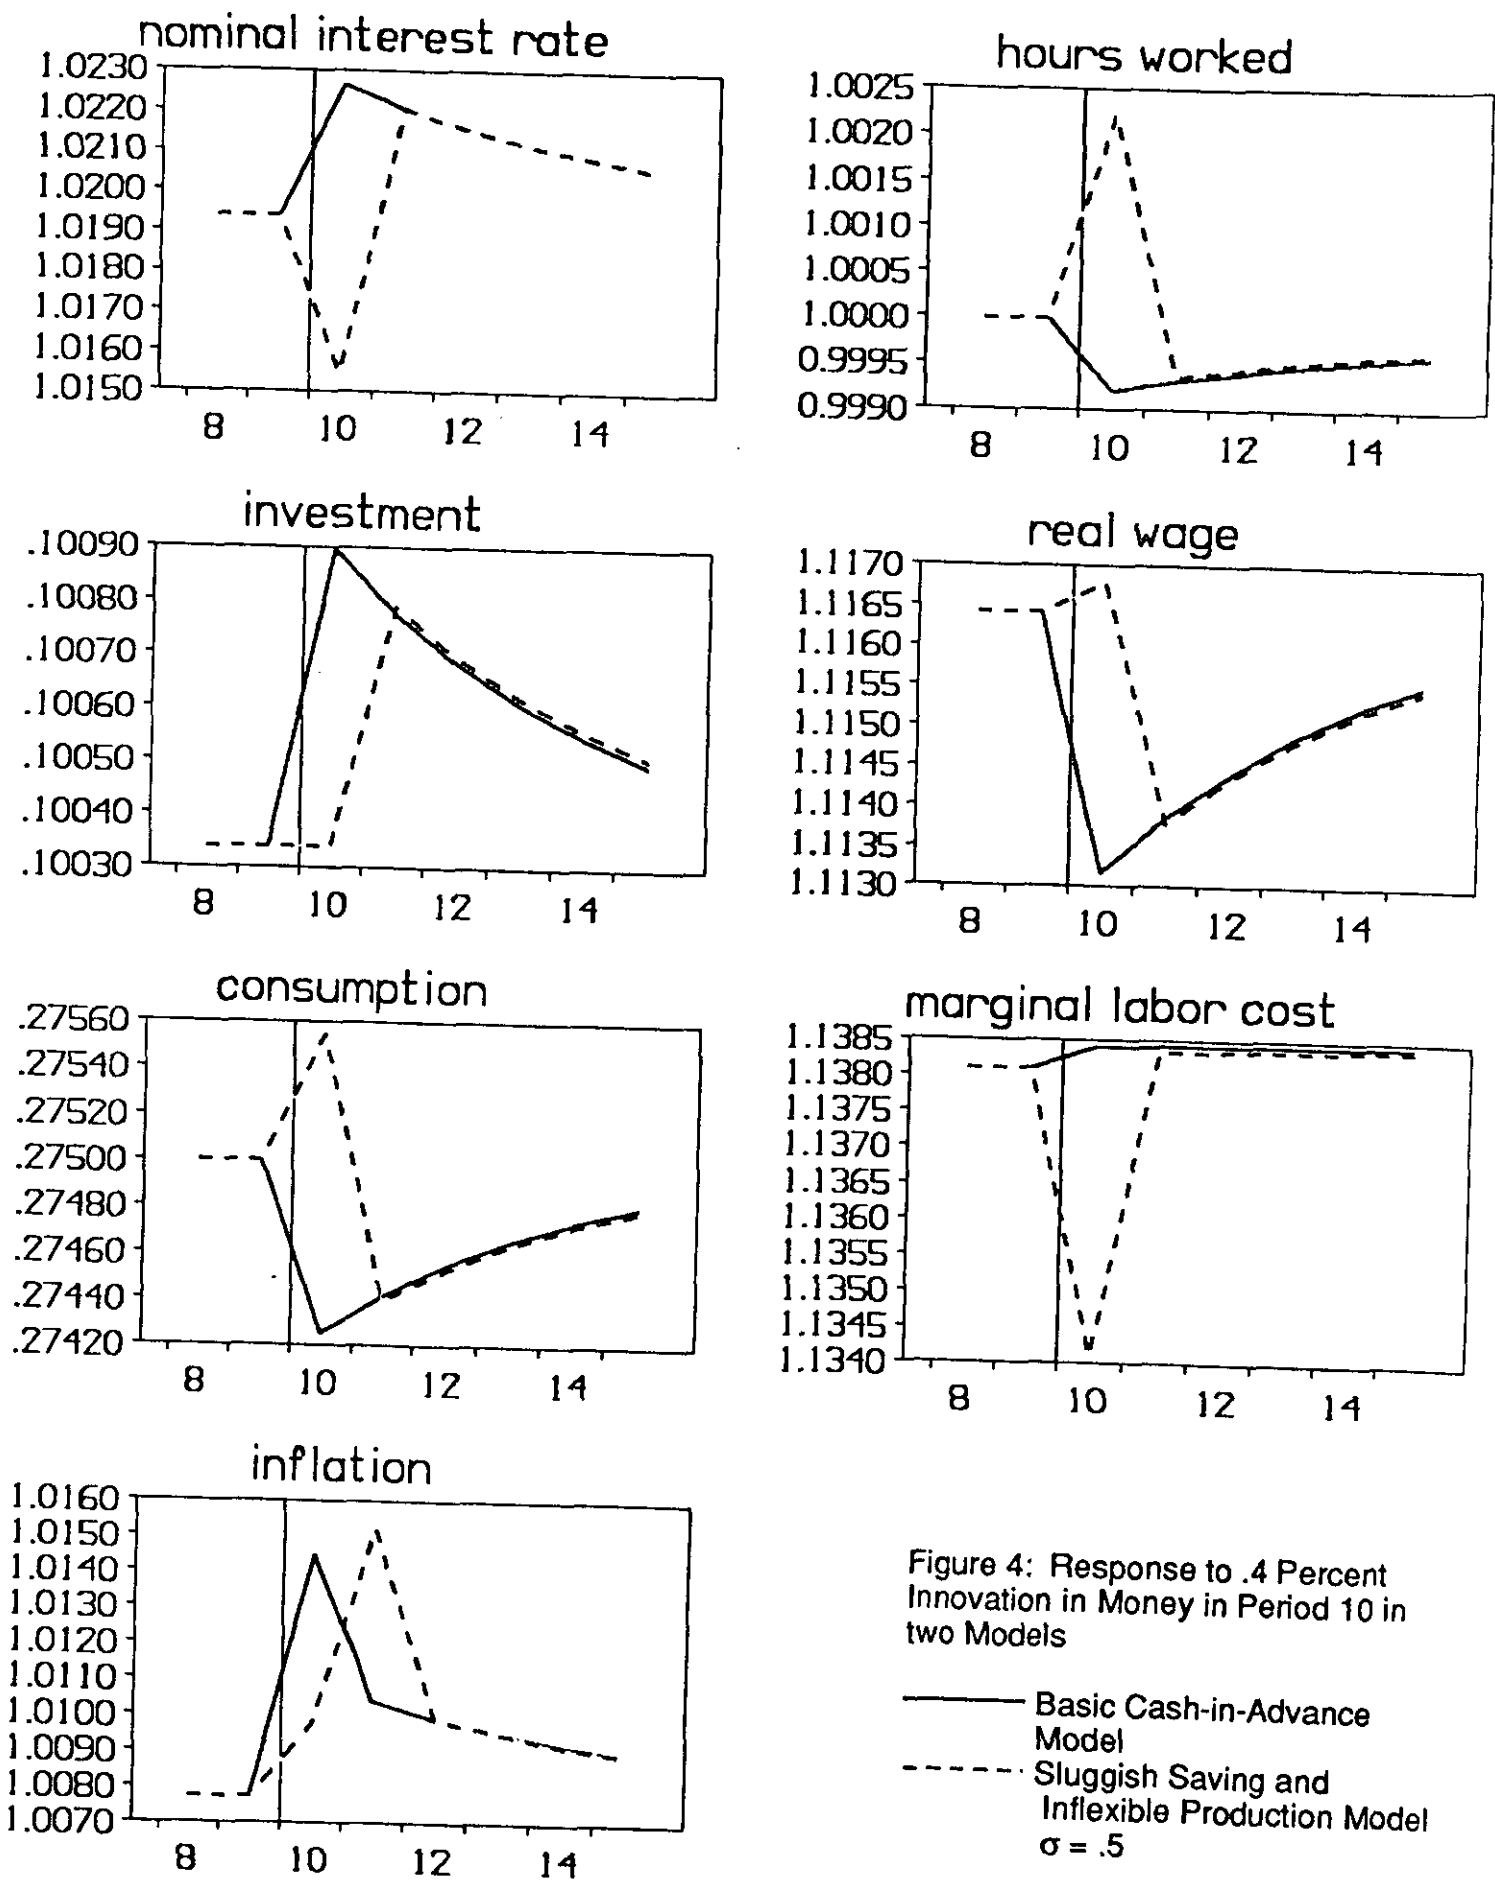 nominal interest rate
1.0230
1.0220
1.0210
1.0200
1.0190
1.0180
1.0170
1.0160
1.0150
8 10 12 14
hours worked
1.0025
1.0020
1.0015
1.0010
1.0005
1.0000
0.9995
0.9990
8 10 12 14
investment
.10090
.10080
.10070
.10060
.10050
.10040
.10030
8 10 12 14
real wage
1.1170
1.1165
1.1160
1.1155
1.1150
1.1145
1.1140
1.1135
1.1130
8 10 12 14
consumption
.27560
.27540
.27520
.27500
.27480
.27460
.27440
.27420
8 10 12 14
marginal labor cost
1.1385
1.1380
1.1375
1.1370
1.1365
1.1360
1.1355
1.1350
1.1345
1.1340
8 10 12 14
inflation
1.0160
1.0150
1.0140
1.0130
1.0120
1.0110
1.0100
1.0090
1.0080
1.0070
8 10 12 14
Figure 4: Response to .4 Percent
Innovation in Money in Period 10 in
two Models
Basic Cash-in-Advance
Model
Sluggish Saving and
Inflexible Production Model
σ = .5